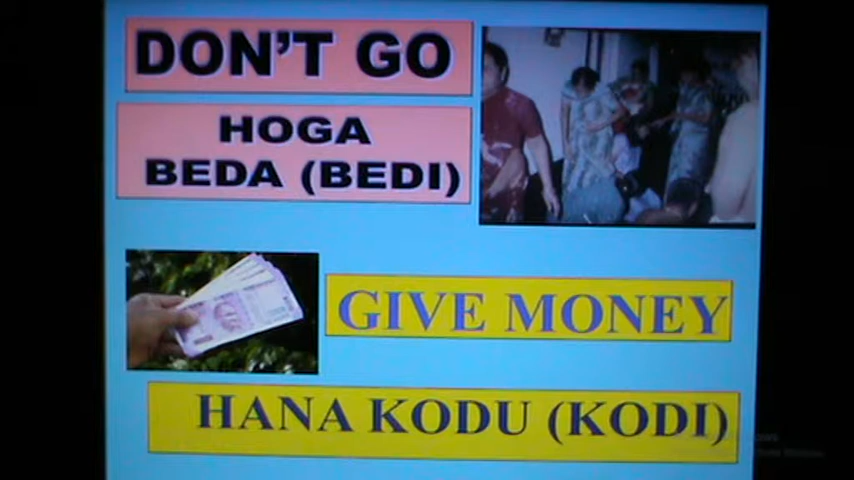 DON'T GO
HOGA
BEDA (BEDI)
GIVE MONEY
HANA KODU (KODI)